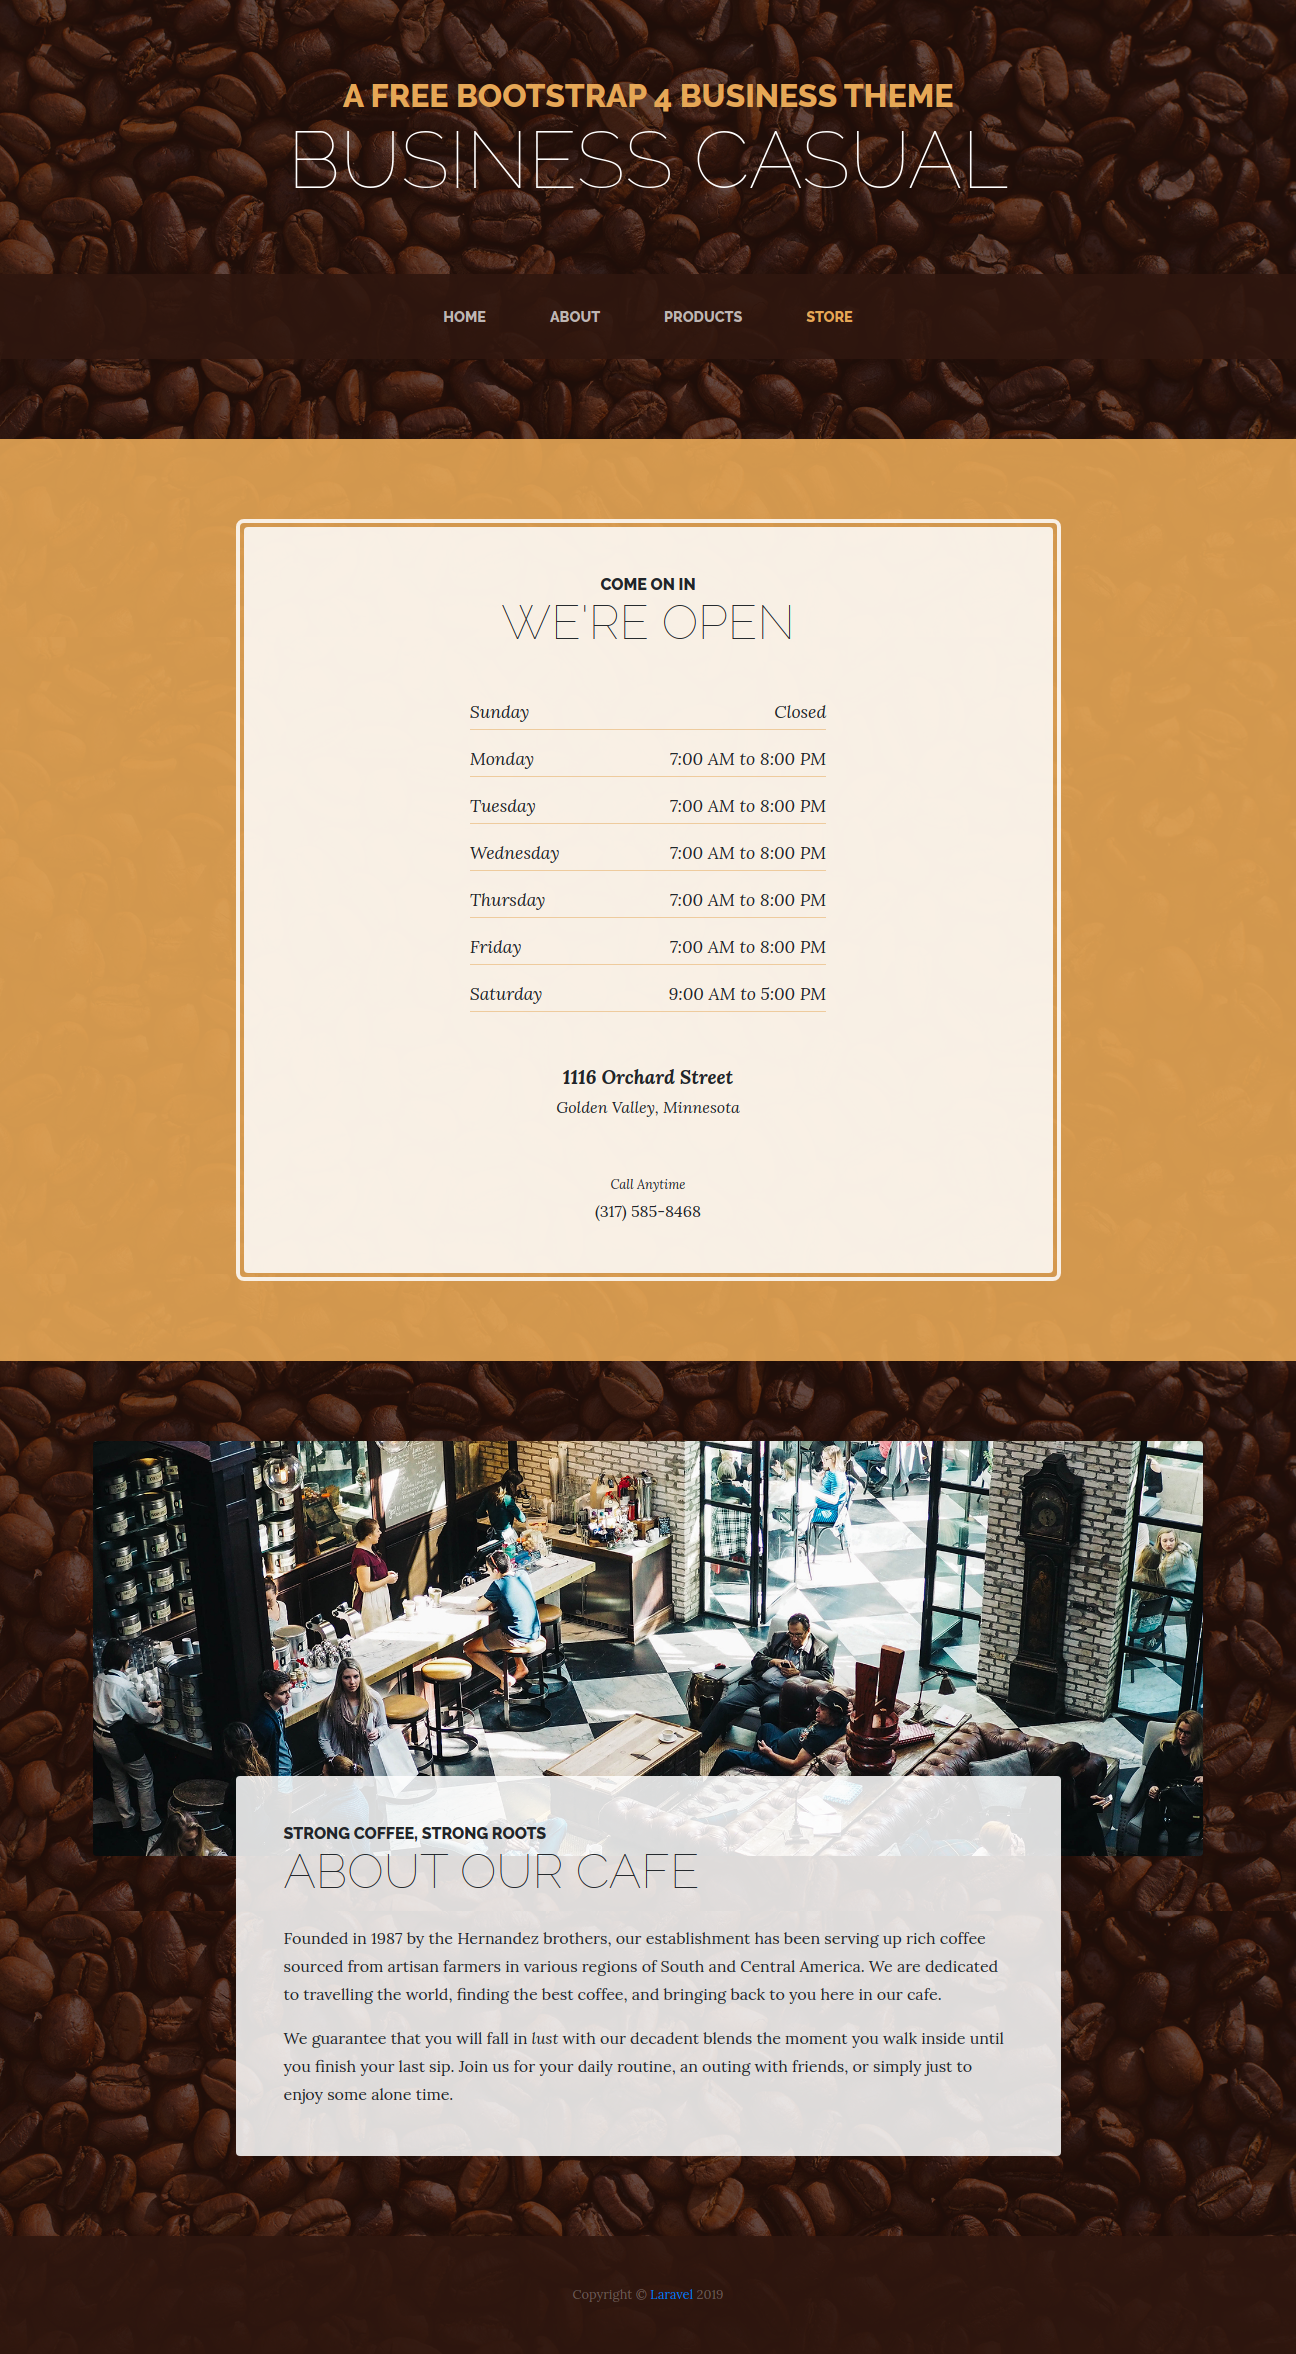 A FREE BOOTSTRAP 4 BUSINESS THEME
BUSINESS CASUAL
HOME ABOUT PRODUCTS STORE
COME ON IN
WE'RE OPEN
Sunday Closed
Monday 7:00 AM to 8:00 PM
Tuesday 7:00 AM to 8:00 PM
Wednesday 7:00 AM to 8:00 PM
Thursday 7:00 AM to 8:00 PM
Friday 7:00 AM to 8:00 PM
Saturday 9:00 AM to 5:00 PM
1116 Orchard Street
Golden Valley, Minnesota
Call Anytime
(317) 585-8468
STRONG COFFEE, STRONG ROOTS
ABOUT OUR CAFE
Founded in 1987 by the Hernandez brothers, our establishment has been serving up rich coffee
sourced from artisan farmers in various regions of South and Central America. We are dedicated
to travelling the world, finding the best coffee, and bringing back to you here in our cafe.
We guarantee that you will fall in lust with our decadent blends the moment you walk inside until
you finish your last sip. Join us for your daily routine, an outing with friends, or simply just to
enjoy some alone time.
Copyright © Laravel 2019